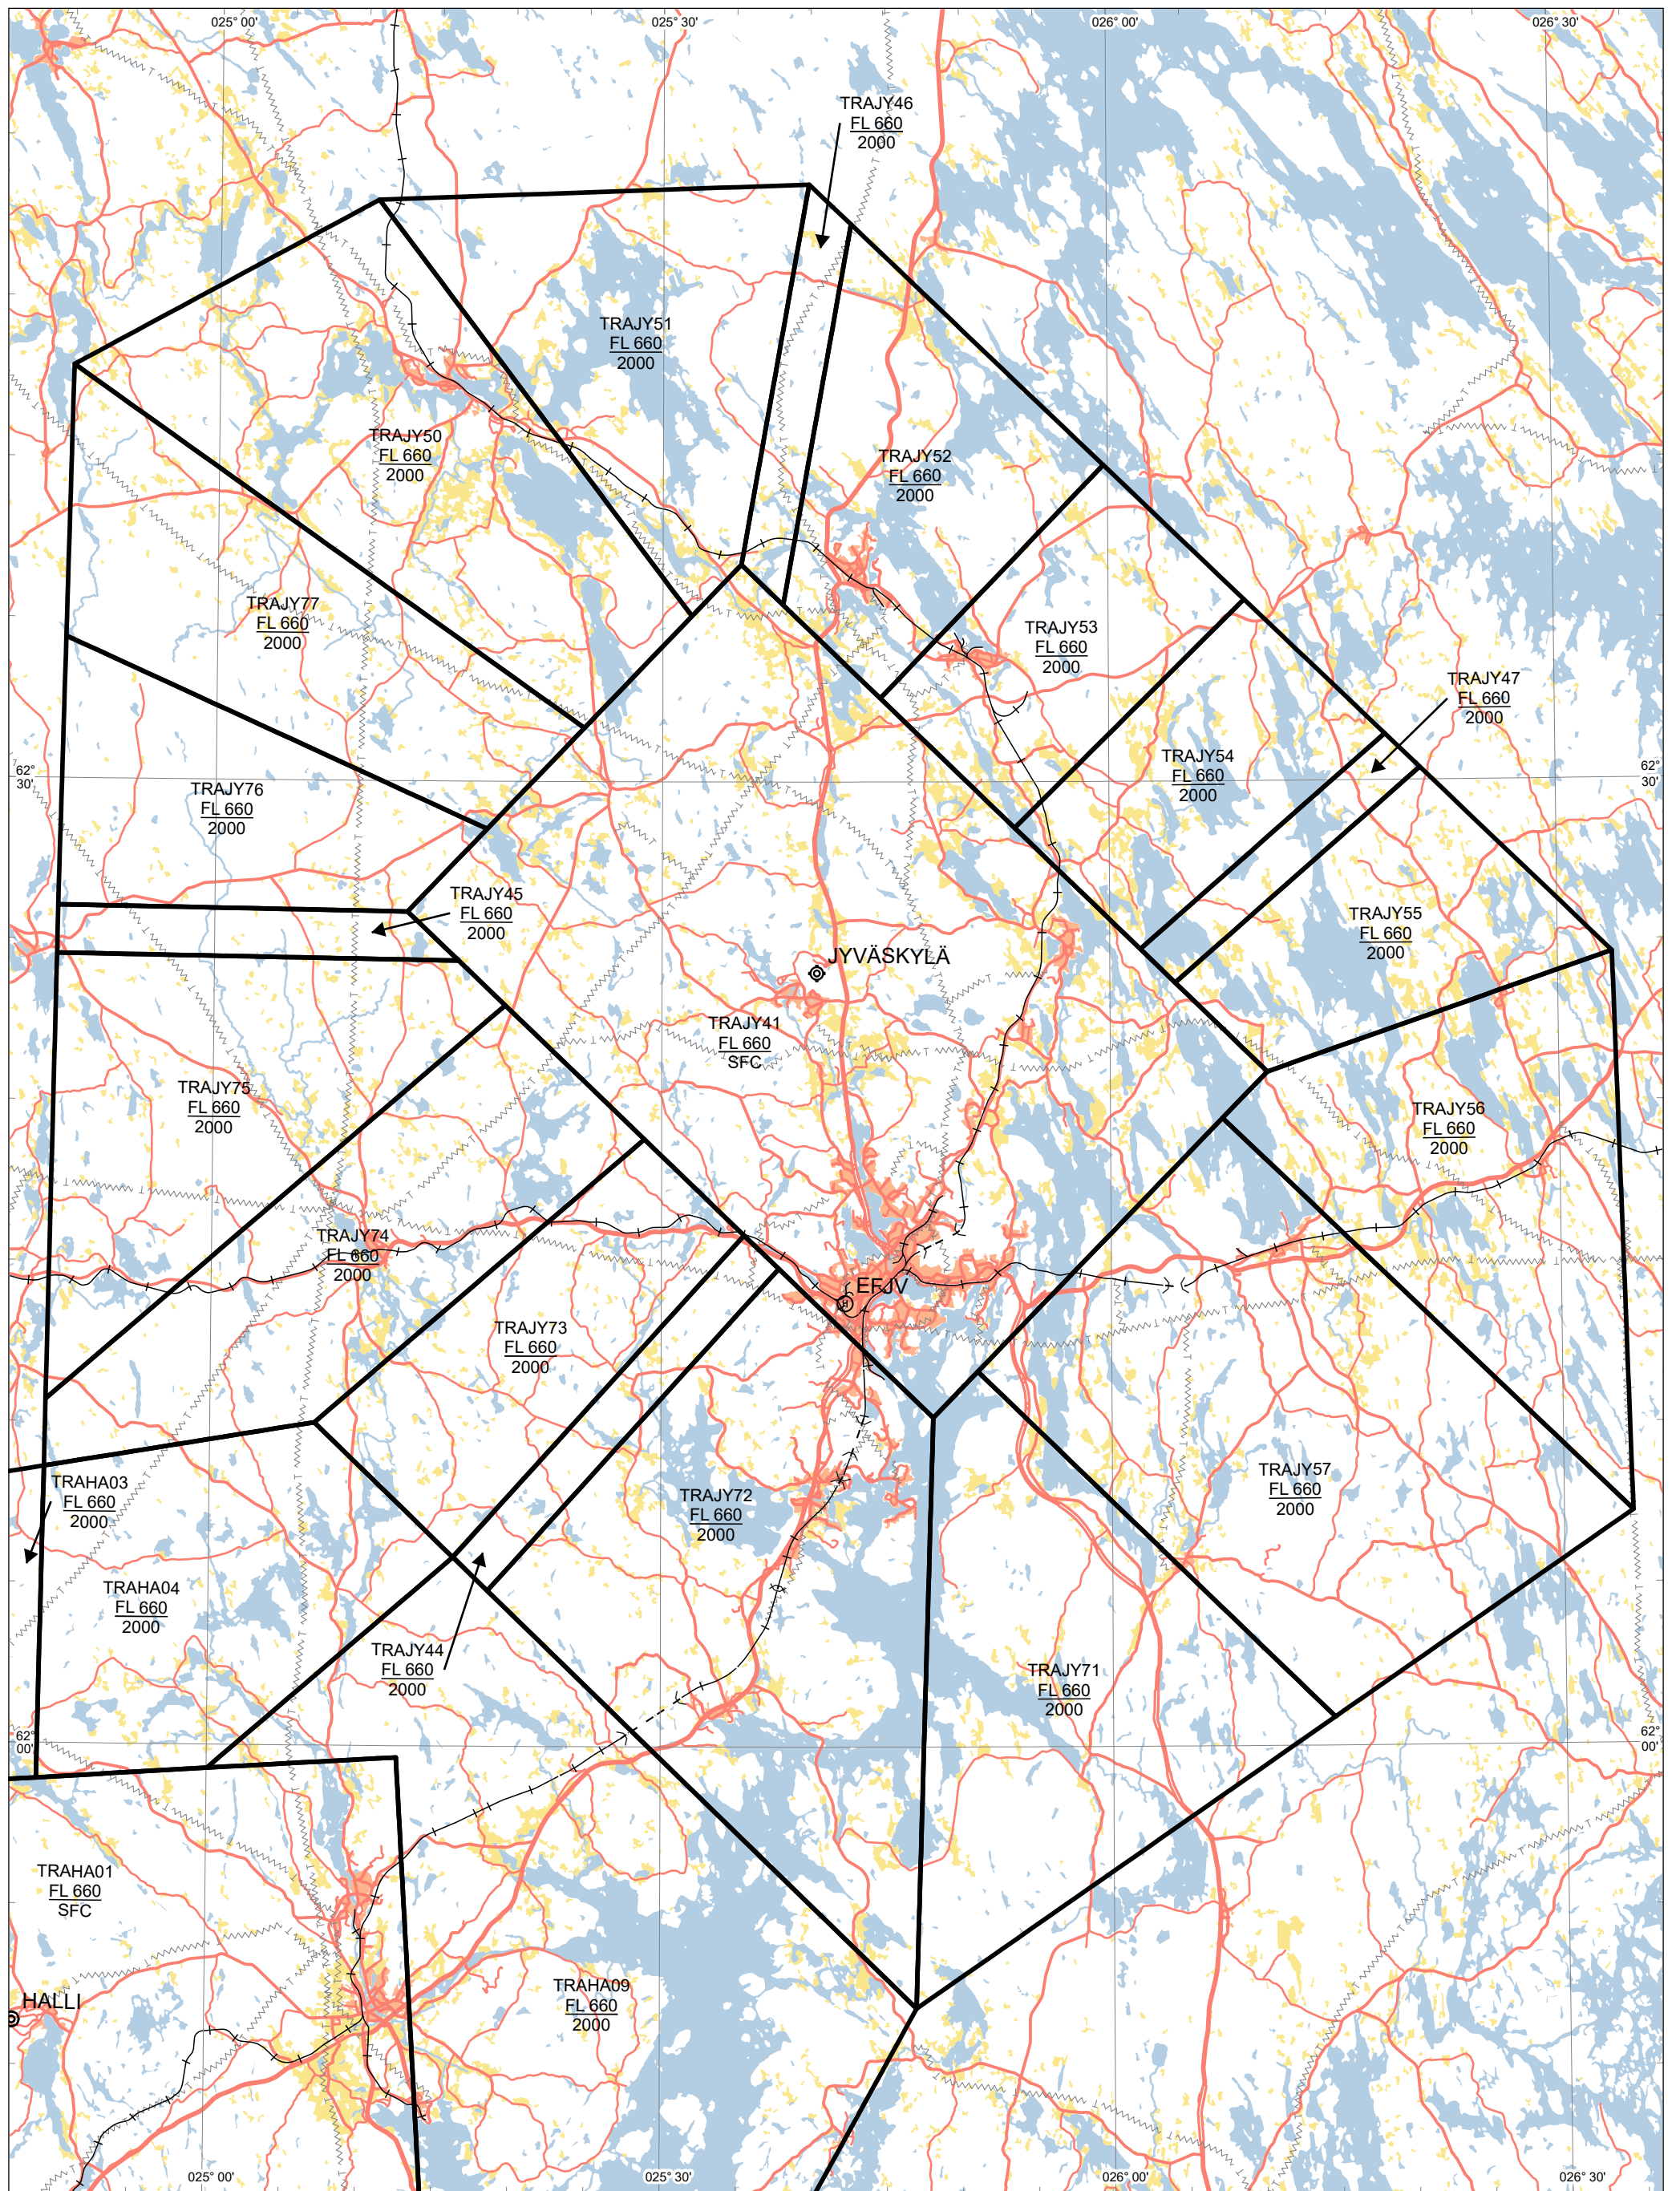 025° 00'
025° 30'
026° 00'
026° 30'
TRAJY46
FL 660
2000
TRAJY51
FL 660
2000
TRAJY50
FL 660
2000
TRAJY52
FL 660
2000
TRAJY77
FL 660
2000
TRAJY53
FL 660
2000
TRAJY47
FL 660
2000
TRAJY54
FL 660
2000
62°
30'
62°
30'
TRAJY76
FL 660
2000
TRAJY45
FL 660
2000
TRAJY55
FL 660
2000
JYVÄSKYLÄ
TRAJY41
FL 660
SFC
TRAJY75
FL 660
2000
TRAJY56
FL 660
2000
TRAJY74
FL 660
2000
EFJV
TRAJY73
FL 660
2000
TRAHA03
FL 660
2000
TRAJY72
FL 660
2000
TRAJY57
FL 660
2000
TRAHA04
FL 660
2000
TRAJY44
FL 660
2000
TRAJY71
FL 660
2000
62°
00'
62°
00'
TRAHA01
FL 660
SFC
HALLI
TRAHA09
FL 660
2000
025° 00'
025° 30'
026° 00'
026° 30'